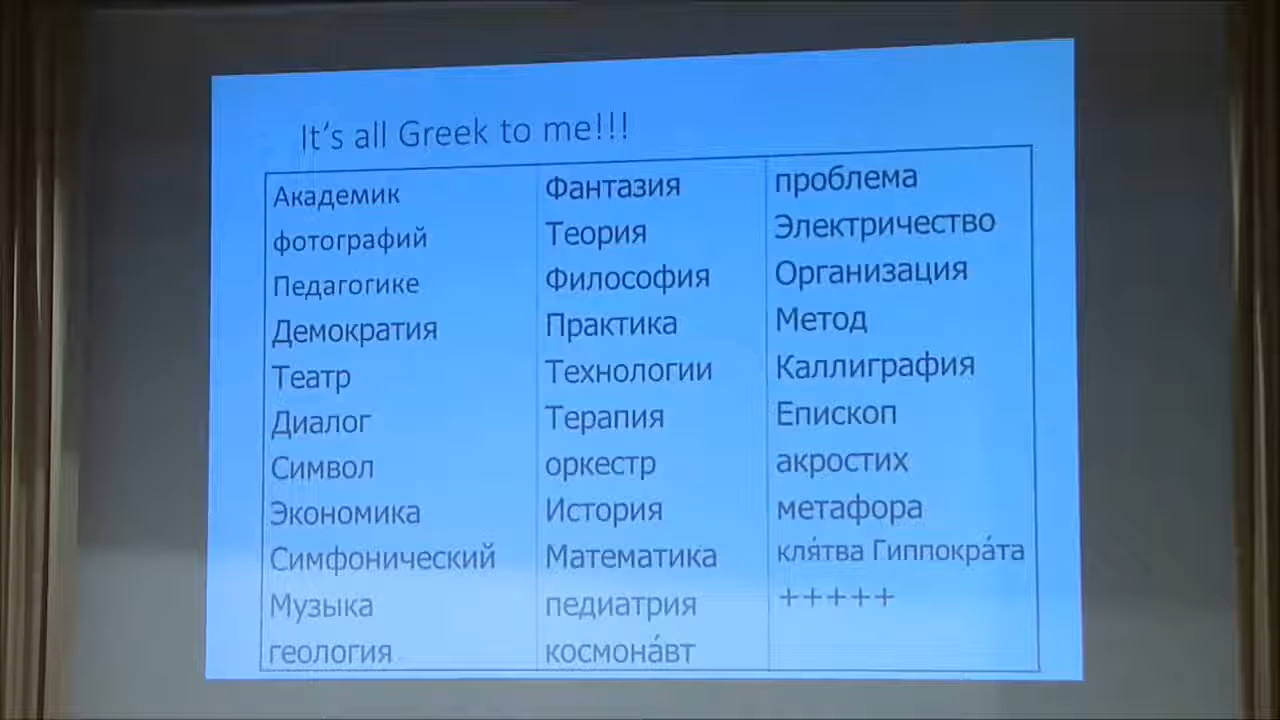 It's all Greek to me!!!
Академик
фотографий
Педагогике
Демократия
Театр
Диалог
Символ
Экономика
Симфонический
Музыка
геология
Фантазия
Теория
Философия
Практика
Технологии
Терапия
оркестр
История
Математика
педиатрия
космона́вт
проблема
Электричество
Организация
Метод
Каллиграфия
Епископ
акростих
метафора
кля́тва Гиппокра́та
+++++